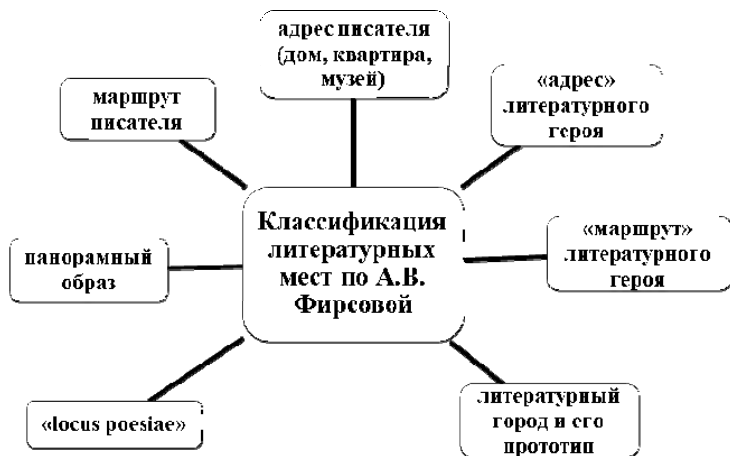 адрес писателя
(дом, квартира,
музей)
маршрут
писателя
«адрес»
литературного
героя
Классификация
литературных
мест по А.В.
Фирсовой
«маршрут»
литературного
героя
панорамный
образ
«locus poesiae»
литературный
город и его
прототип